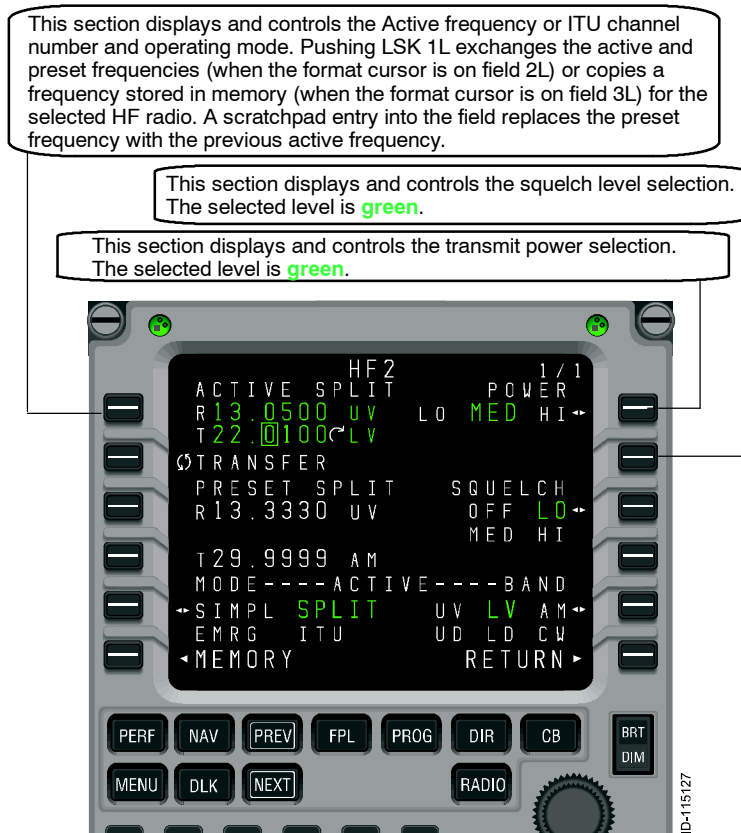 This section displays and controls the Active frequency or ITU channel
number and operating mode. Pushing LSK 1L exchanges the active and
preset frequencies (when the format cursor is on field 2L) or copies a
frequency stored in memory (when the format cursor is on field 3L) for the
selected HF radio. A scratchpad entry into the field replaces the preset
frequency with the previous active frequency.
This section displays and controls the squelch level selection.
The selected level is green.
This section displays and controls the transmit power selection.
The selected level is green.
HF2 1/1
ACTIVE SPLIT POWER
R13.0500 UV LO MED HI
T22.0100 LV
TRANSFER
PRESET SPLIT SQUELCH
R13.3330 UV OFF LO
MED HI
T29.9999 AM
MODE----ACTIVE----BAND
SIMPL SPLIT UV LV AM
EMRG ITU UD LD CW
MEMORY RETURN
PERF NAV PREV FPL PROG DIR CB BRT
DIM
MENU DLK NEXT RADIO
ID-115127